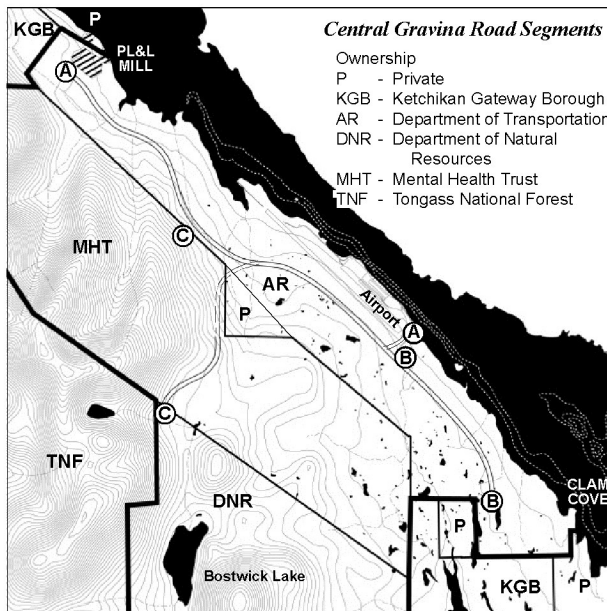 Central Gravina Road Segments
Ownership
P - Private
KGB - Ketchikan Gateway Borough
AR - Department of Transportation
DNR - Department of Natural
Resources
MHT - Mental Health Trust
TNF - Tongass National Forest
KGB
P
PL&L
MILL
A
C
MHT
AR
P
Airport
A
B
C
TNF
DNR
B
CLAM
COVE
P
Bostwick Lake
KGB
P